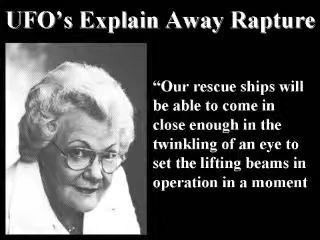 UFO’s Explain Away Rapture
“Our rescue ships will
be able to come in
close enough in the
twinkling of an eye to
set the lifting beams in
operation in a moment